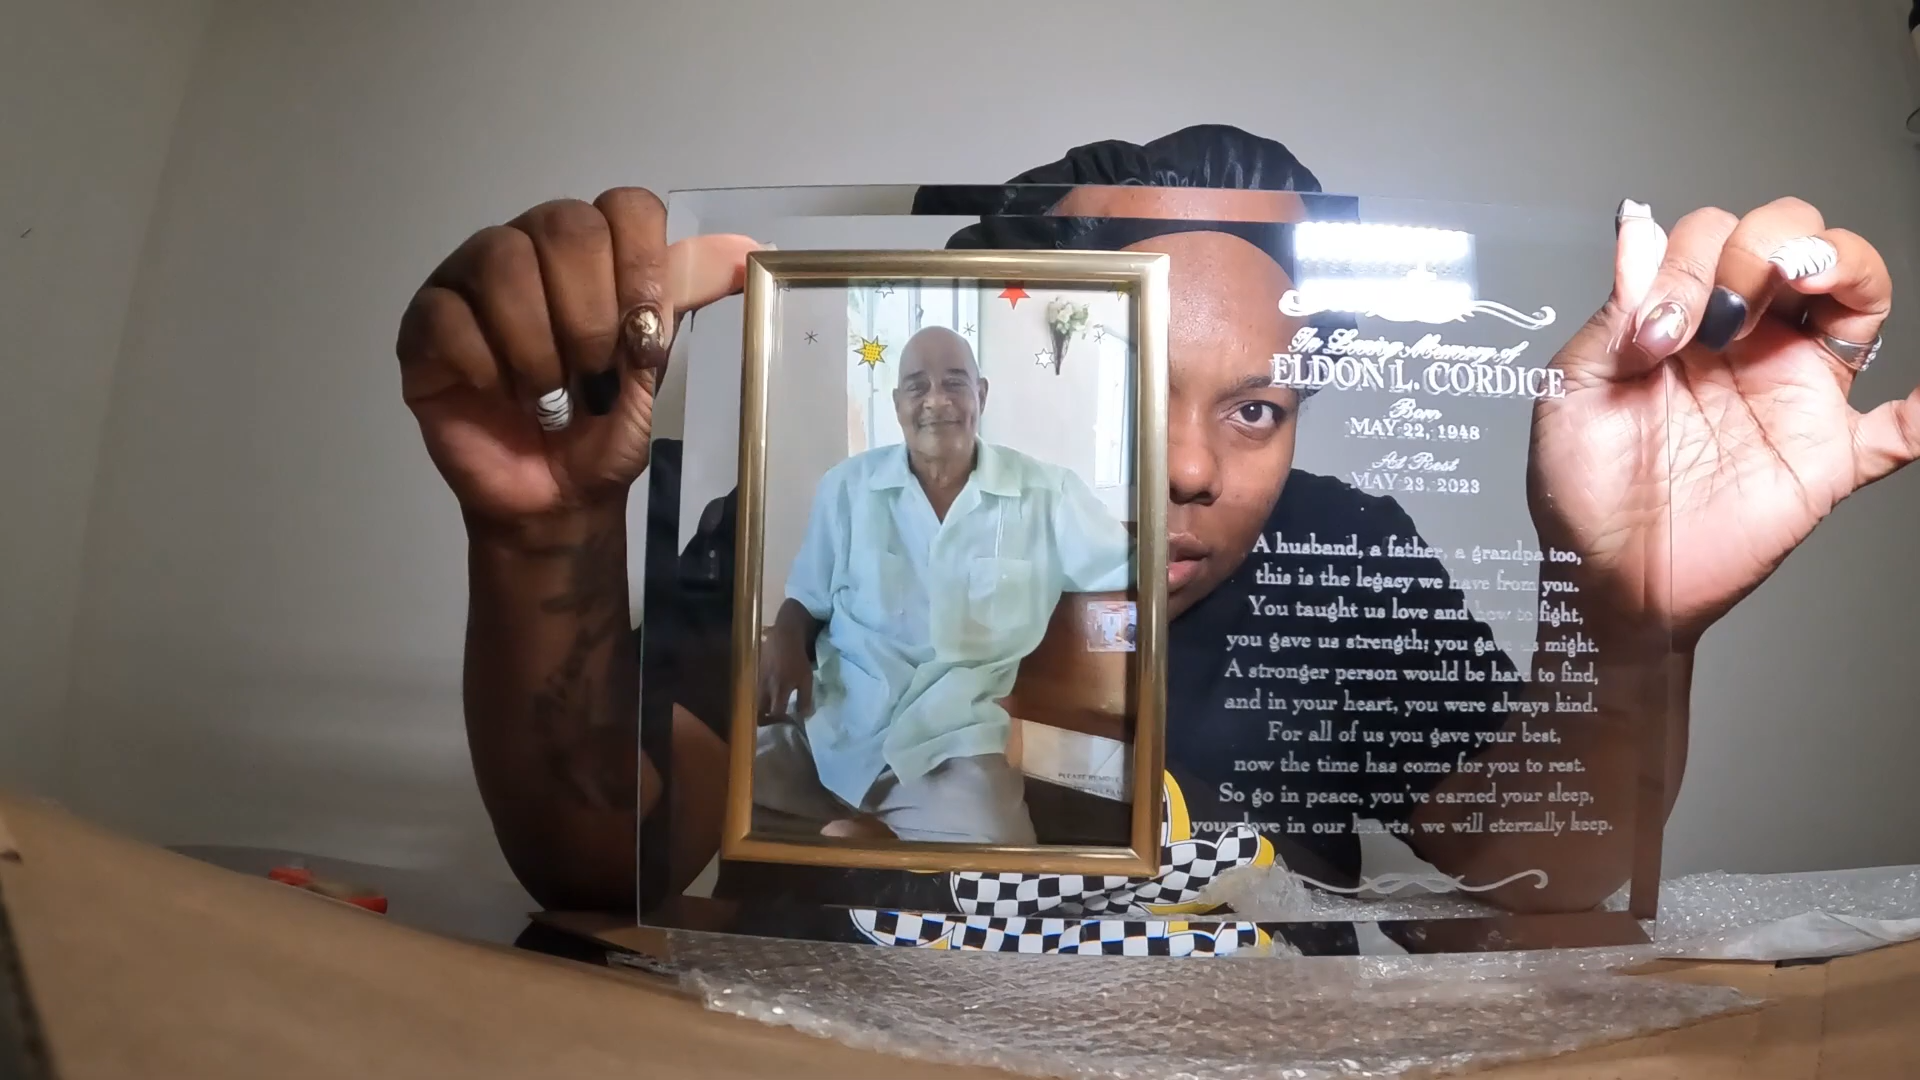 In Loving Memory of
ELDON L. CORDICE
Born
MAY 22, 1948
At Rest
MAY 23, 2023
A husband, a father, a grandpa too,
this is the legacy we have from you.
You taught us love and how to fight,
you gave us strength; you gave us might.
A stronger person would be hard to find,
and in your heart, you were always kind.
For all of us you gave your best,
now the time has come for you to rest.
So go in peace, you've earned your sleep,
your love in our hearts, we will eternally keep.
PLEASE REMOVE